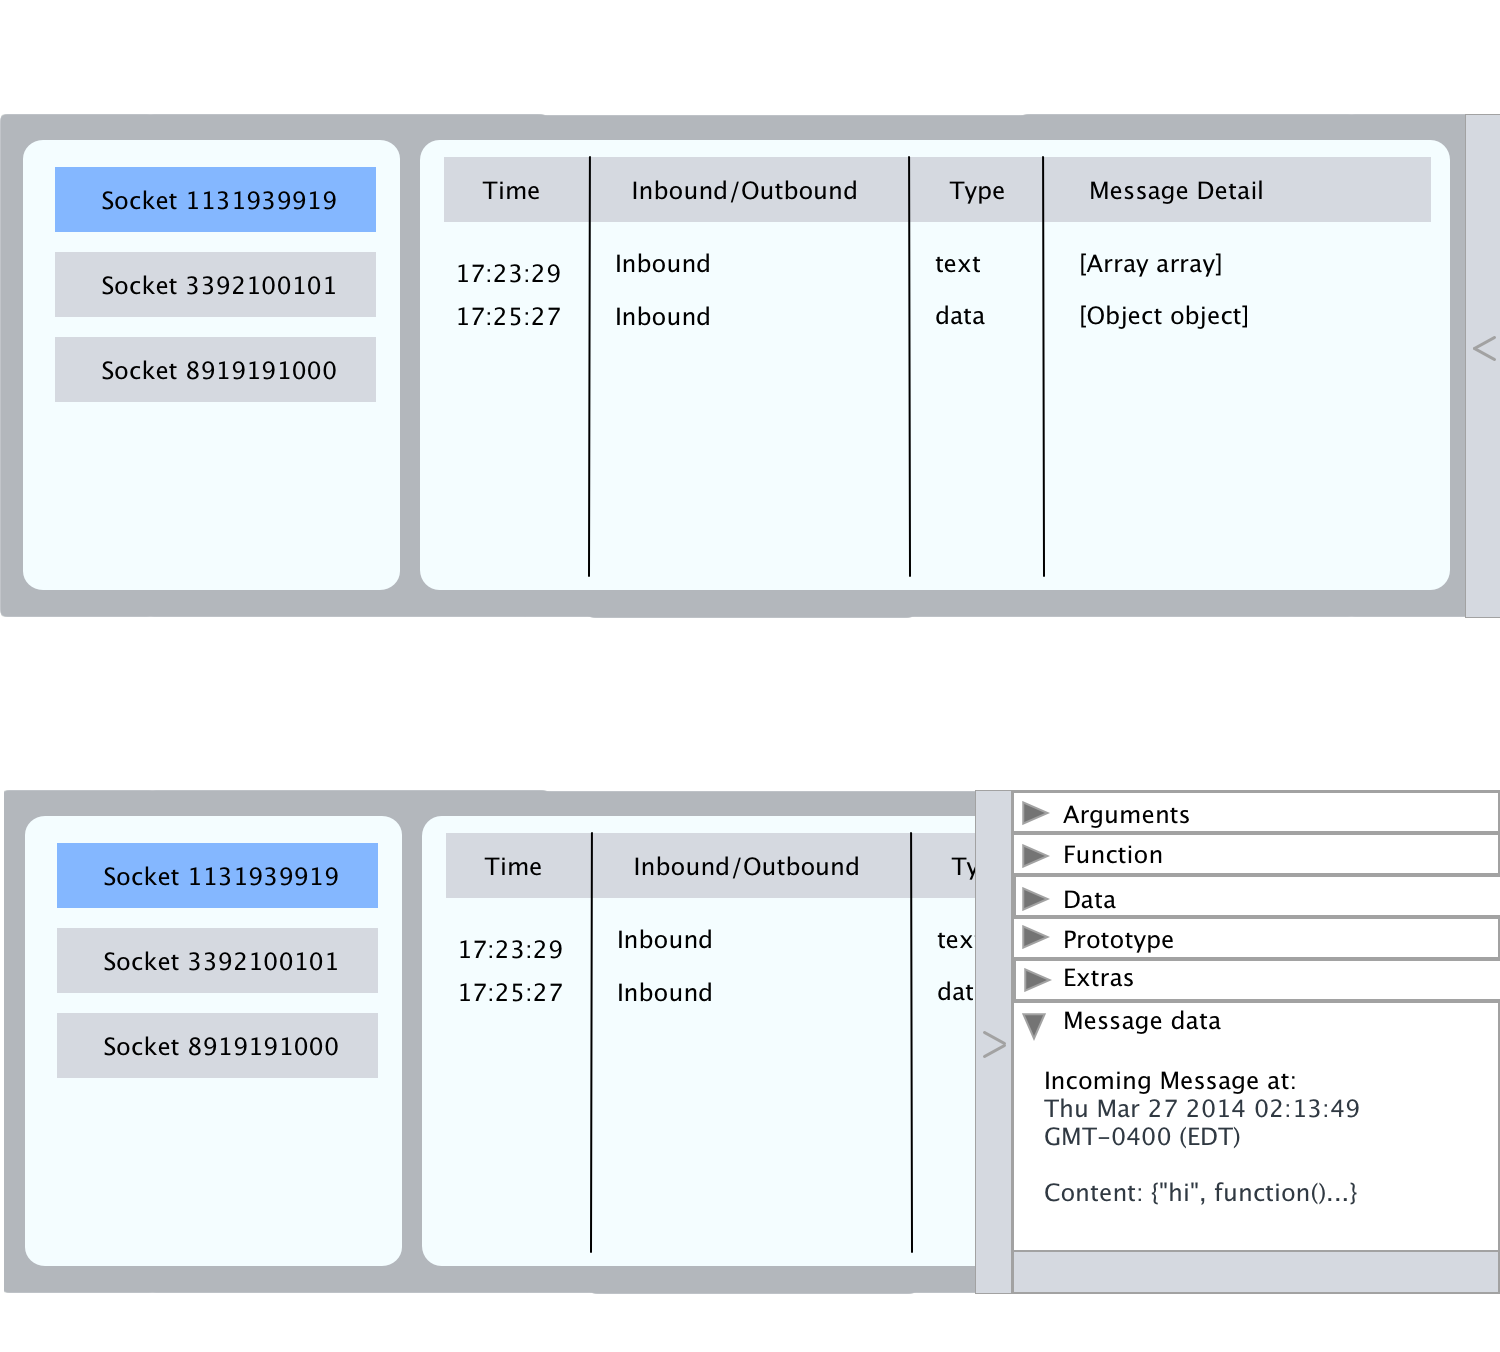 Socket 1131939919
Socket 3392100101
Socket 8919191000
Time Inbound/Outbound Type Message Detail
17:23:29 Inbound text [Array array]
17:25:27 Inbound data [Object object]
<
Socket 1131939919
Socket 3392100101
Socket 8919191000
Time Inbound/Outbound Ty
17:23:29 Inbound tex
17:25:27 Inbound dat
>
Arguments
Function
Data
Prototype
Extras
Message data
Incoming Message at:
Thu Mar 27 2014 02:13:49
GMT-0400 (EDT)
Content: {"hi", function()...}